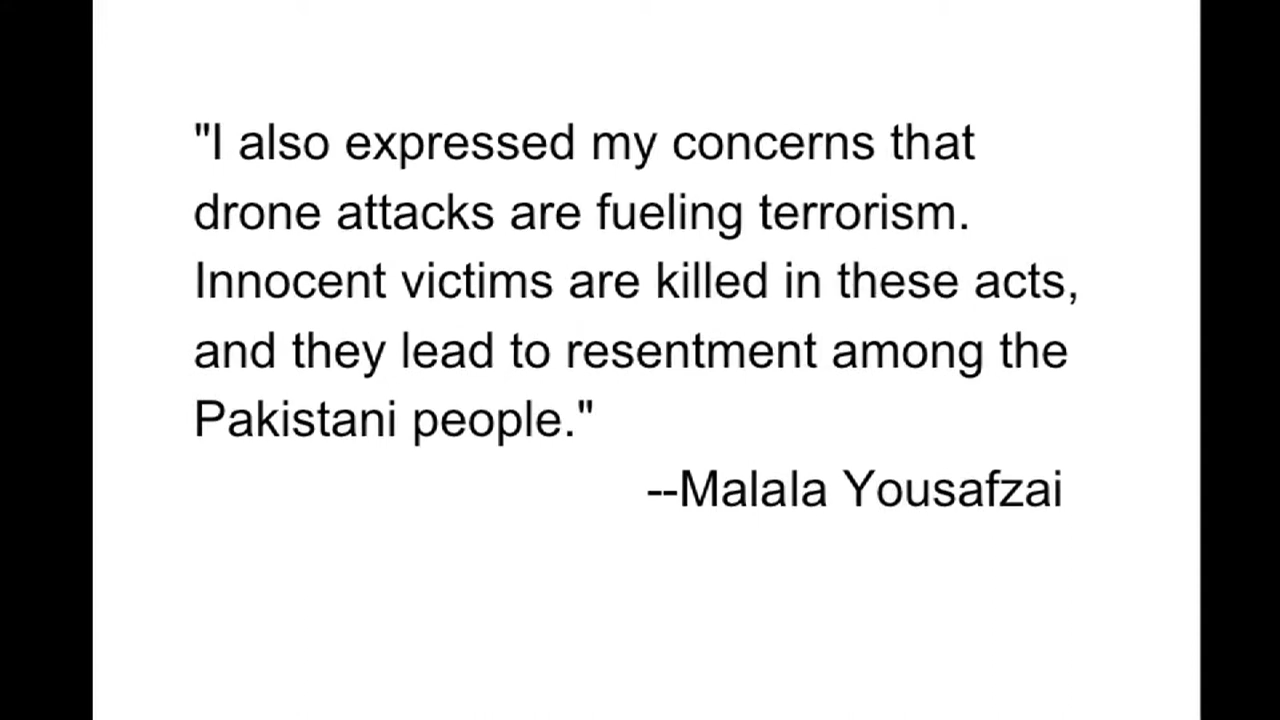 "I also expressed my concerns that
drone attacks are fueling terrorism.
Innocent victims are killed in these acts,
and they lead to resentment among the
Pakistani people."
--Malala Yousafzai